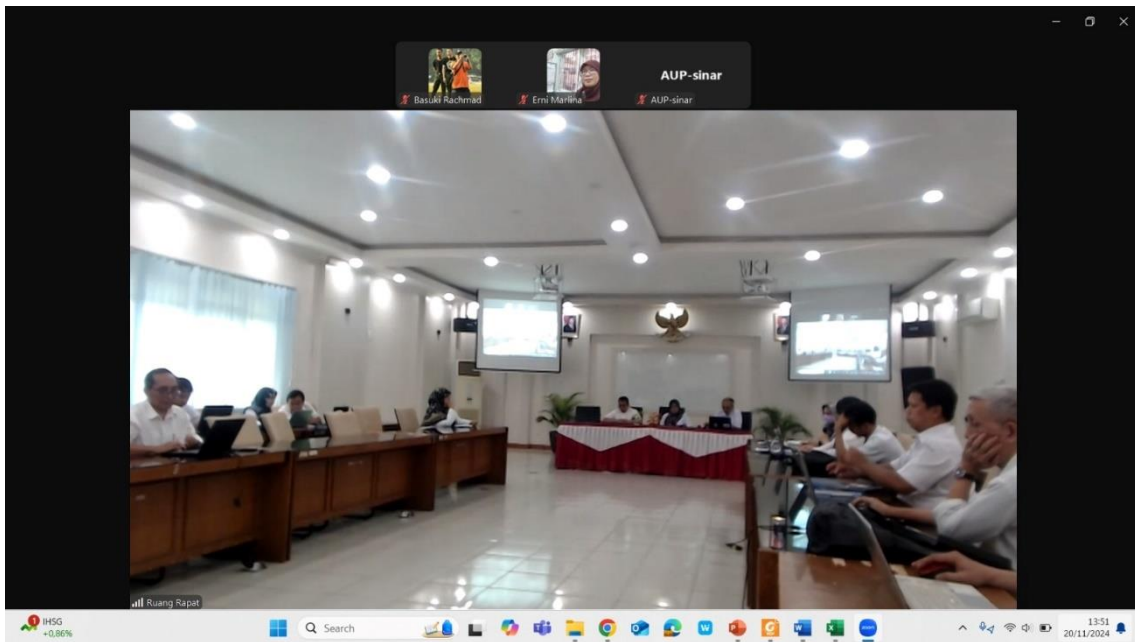 AUP-sinar
Basuki Rachmad
Erni Marlina
AUP-sinar
Ruang Rapat
IHSG
+0,86%
1
Search
13:51
20/11/2024